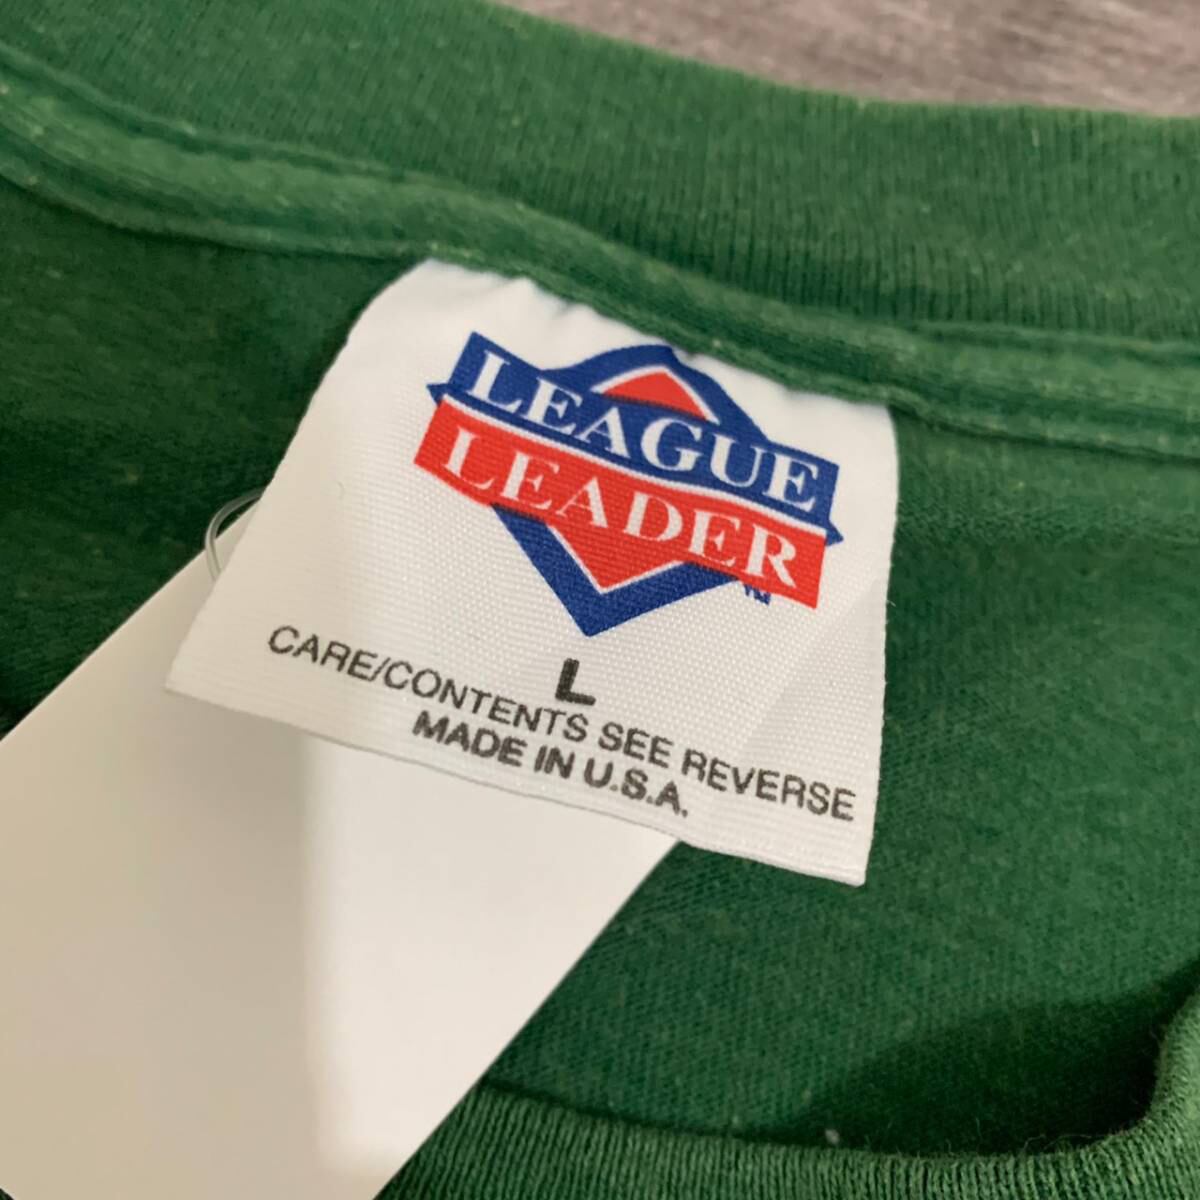 LEAGUE
LEADER
TM
L
CARE/CONTENTS SEE REVERSE
MADE IN U.S.A.